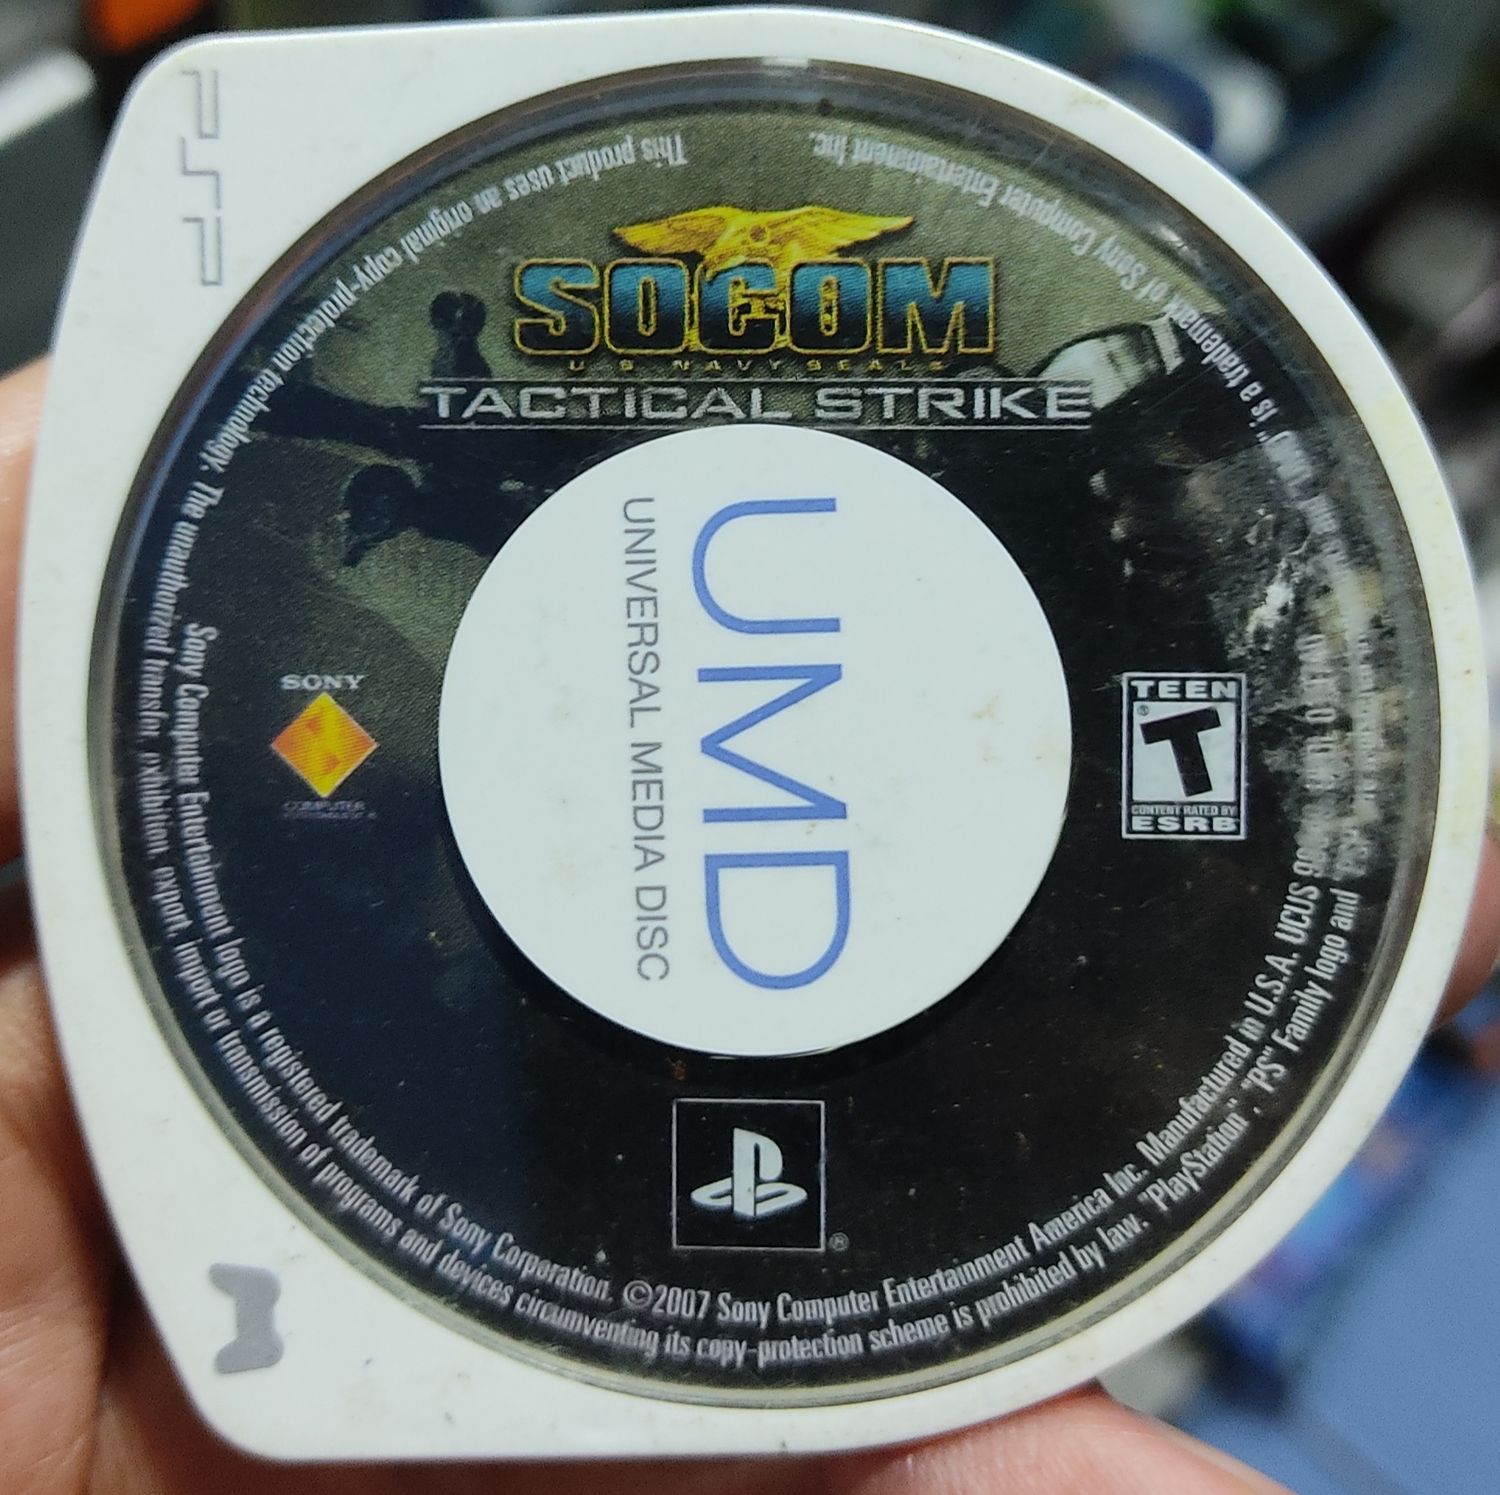 PSP
SOCOM
U.S. NAVY SEALS
TACTICAL STRIKE
UMD
UNIVERSAL MEDIA DISC
SONY
COMPUTER
TEEN
T
®
CONTENT RATED BY
ESRB
®
This product uses an original copy-protection technology. The unauthorized transfer, exhibition, export, import or transmission of programs and devices circumventing its copy-protection scheme is prohibited by law. "PlayStation", "PS" Family logo and
is a trademark of Sony Computer Entertainment Inc.
Sony Computer Entertainment logo is a registered trademark of Sony Corporation. ©2007 Sony Computer Entertainment America Inc. Manufactured in U.S.A. UCUS